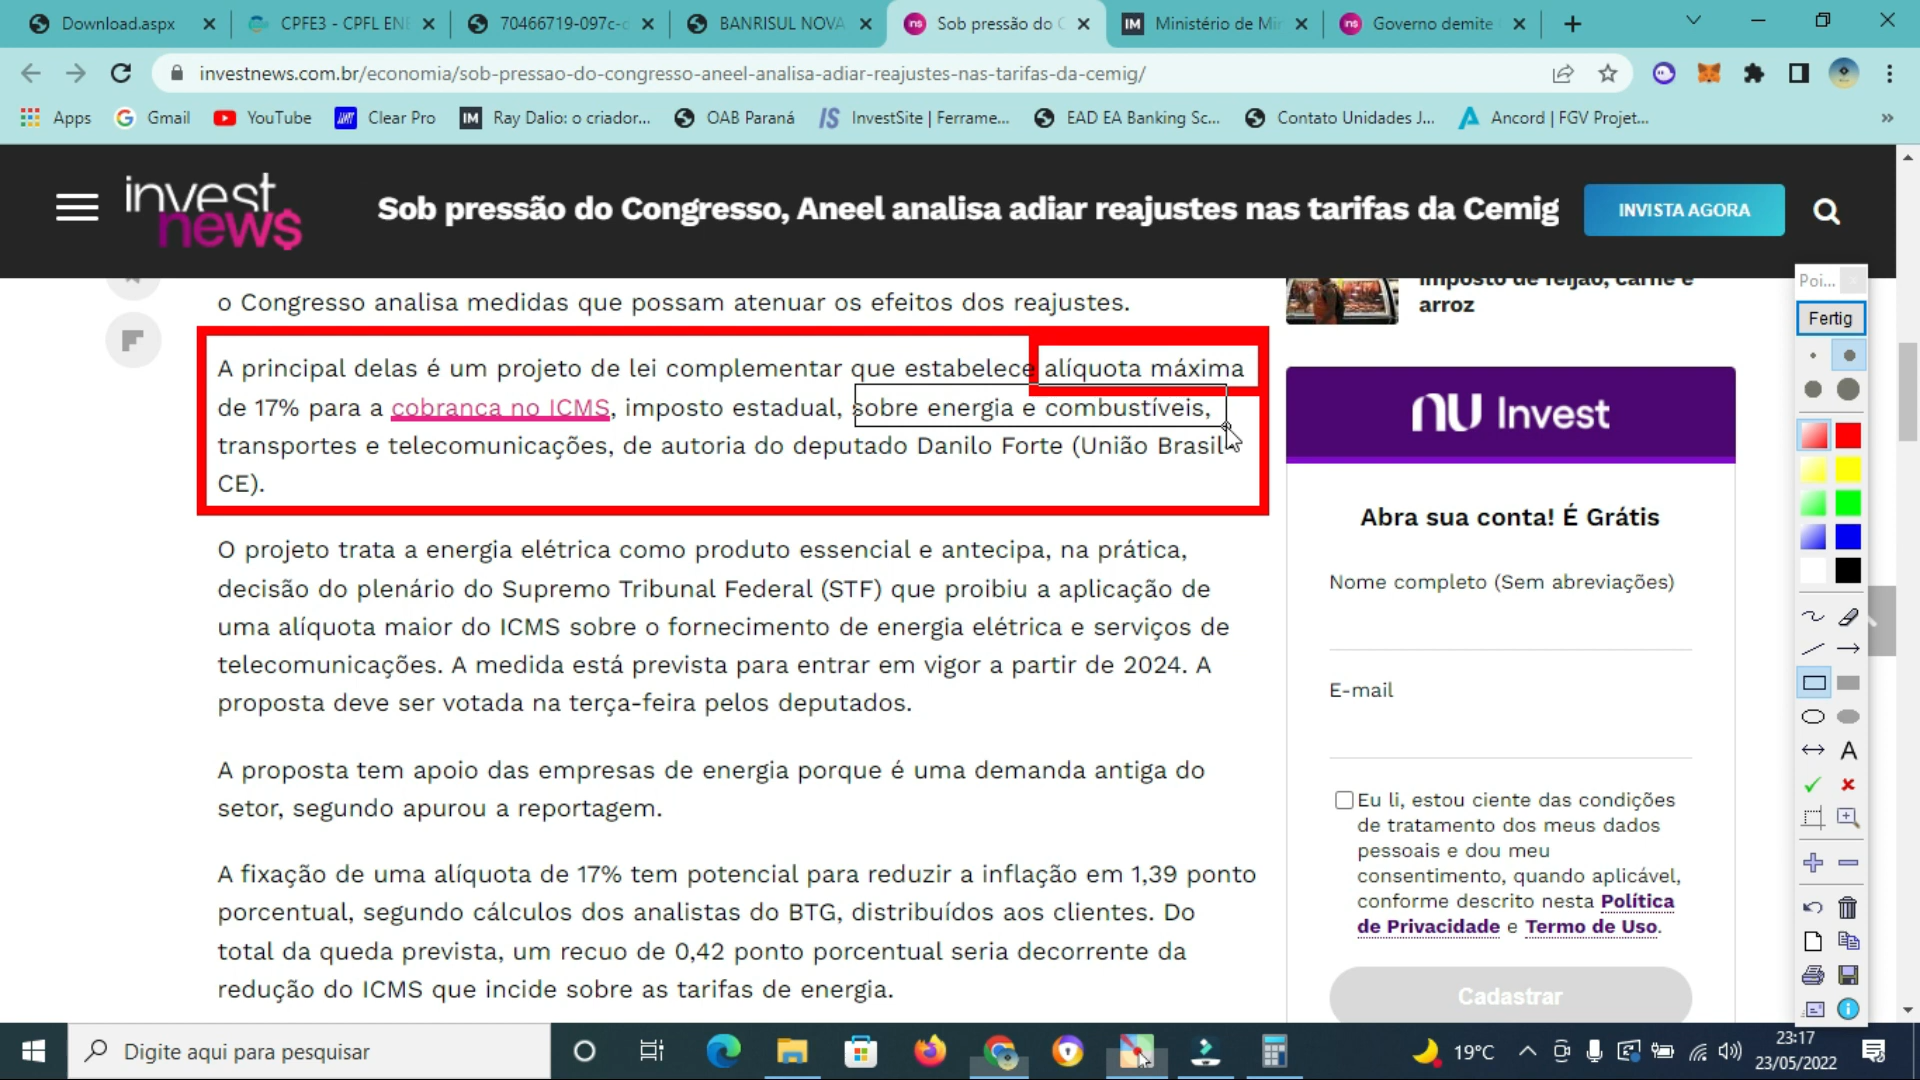 Download.aspx
CPFE3 - CPFL ENE
70466719-097c-c
BANRISUL NOVA
Sob pressão do C
Ministério de Min
Governo demite
investnews.com.br/economia/sob-pressao-do-congresso-aneel-analisa-adiar-reajustes-nas-tarifas-da-cemig/
Apps
Gmail
YouTube
Clear Pro
Ray Dalio: o criador...
OAB Paraná
InvestSite | Ferrame...
EAD EA Banking Sc...
Contato Unidades J...
Ancord | FGV Projet...
invest
new$
Sob pressão do Congresso, Aneel analisa adiar reajustes nas tarifas da Cemig
INVISTA AGORA
o Congresso analisa medidas que possam atenuar os efeitos dos reajustes.
A principal delas é um projeto de lei complementar que estabelece alíquota máxima
de 17% para a cobrança no ICMS, imposto estadual, sobre energia e combustíveis,
transportes e telecomunicações, de autoria do deputado Danilo Forte (União Brasil-
CE).
O projeto trata a energia elétrica como produto essencial e antecipa, na prática,
decisão do plenário do Supremo Tribunal Federal (STF) que proibiu a aplicação de
uma alíquota maior do ICMS sobre o fornecimento de energia elétrica e serviços de
telecomunicações. A medida está prevista para entrar em vigor a partir de 2024. A
proposta deve ser votada na terça-feira pelos deputados.
A proposta tem apoio das empresas de energia porque é uma demanda antiga do
setor, segundo apurou a reportagem.
A fixação de uma alíquota de 17% tem potencial para reduzir a inflação em 1,39 ponto
porcentual, segundo cálculos dos analistas do BTG, distribuídos aos clientes. Do
total da queda prevista, um recuo de 0,42 ponto porcentual seria decorrente da
redução do ICMS que incide sobre as tarifas de energia.
imposto de feijão, carne e
arroz
nu Invest
Abra sua conta! É Grátis
Nome completo (Sem abreviações)
E-mail
Eu li, estou ciente das condições
de tratamento dos meus dados
pessoais e dou meu
consentimento, quando aplicável,
conforme descrito nesta Política
de Privacidade e Termo de Uso.
Cadastrar
Poi...
Fertig
A
Digite aqui para pesquisar
19°C
23:17
23/05/2022